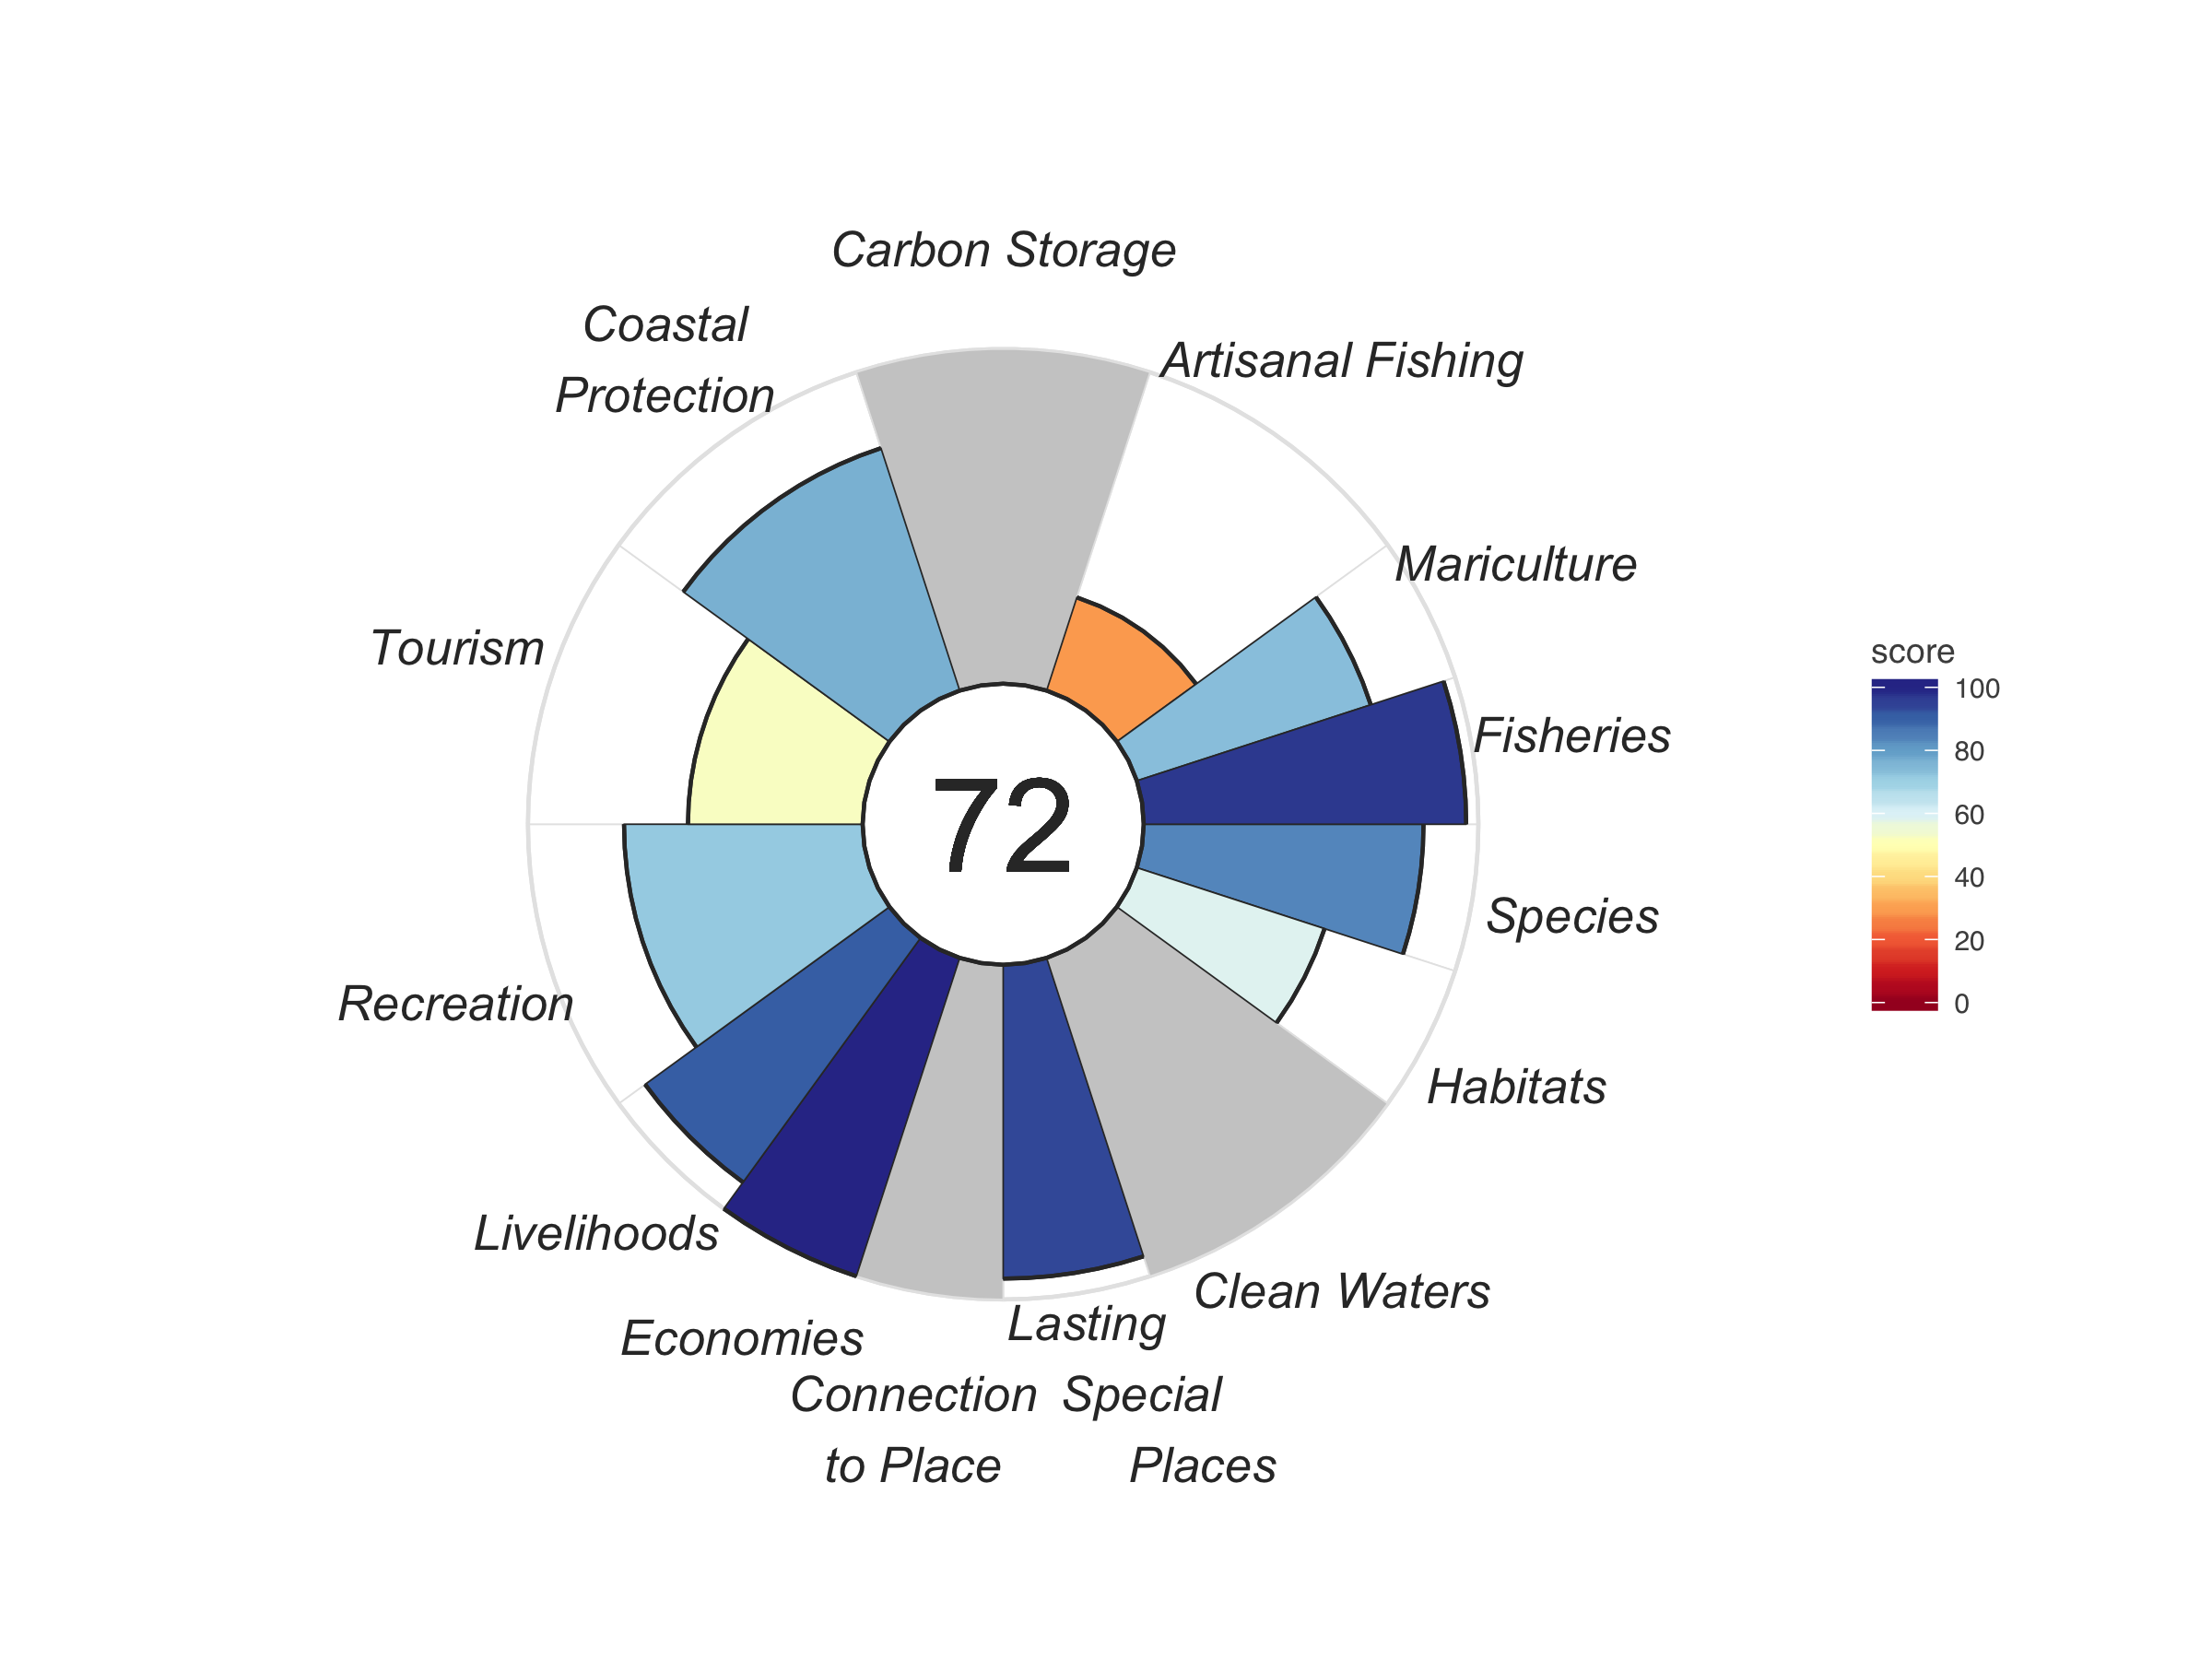 Carbon Storage
Coastal
Protection
Artisanal Fishing
Mariculture
Tourism
Fisheries
72
Species
Recreation
Habitats
Livelihoods
Clean Waters
Lasting
Special
Places
Economies
Connection
to Place
score
100
80
60
40
20
0